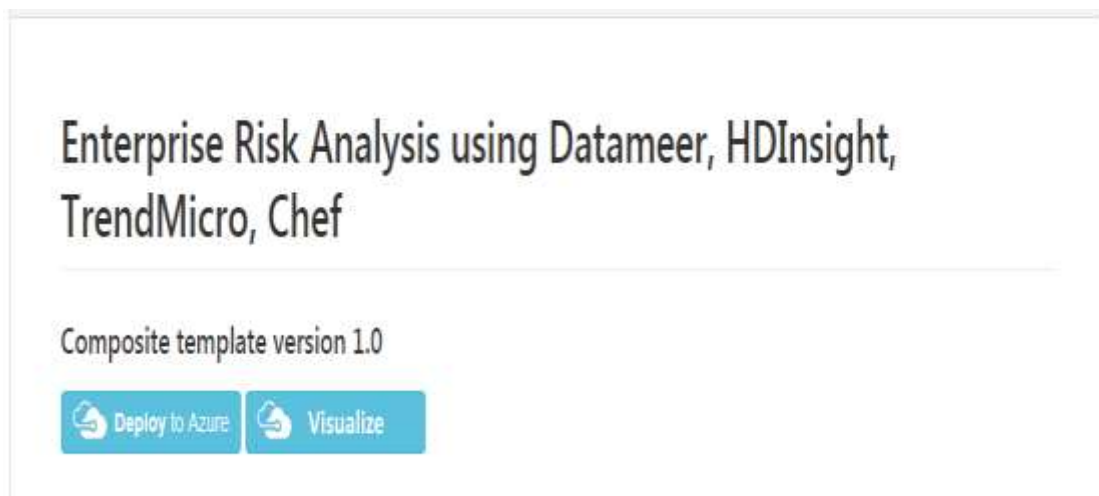 Enterprise Risk Analysis using Datameer, HDInsight,
TrendMicro, Chef
Composite template version 1.0
Deploy to Azure
Visualize